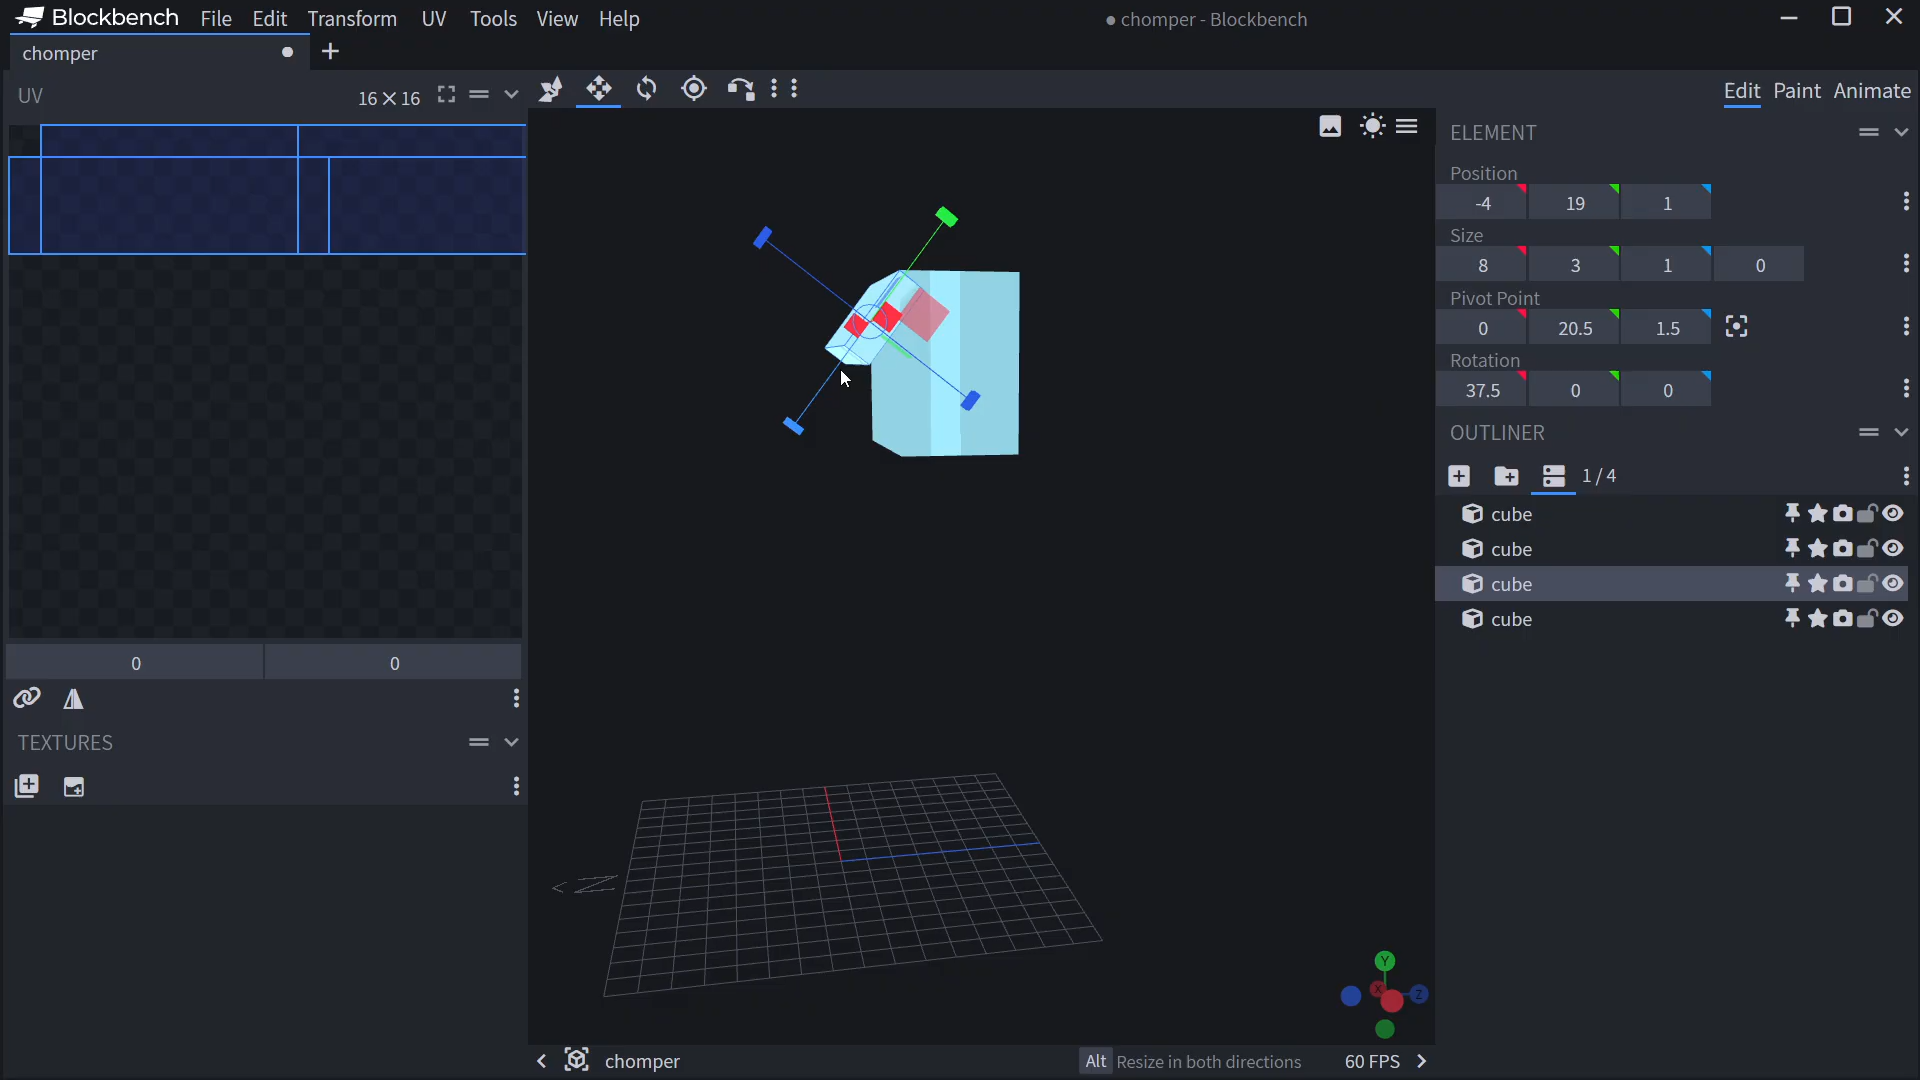 Blockbench File Edit Transform UV Tools View Help
● chomper - Blockbench
chomper
UV
16×16
Edit Paint Animate
ELEMENT
Position
-4 19 1
Size
8 3 1 0
Pivot Point
0 20.5 1.5
Rotation
37.5 0 0
OUTLINER
1 / 4
cube
cube
cube
cube
0 0
TEXTURES
Y
X
Z
chomper
Alt Resize in both directions
60 FPS